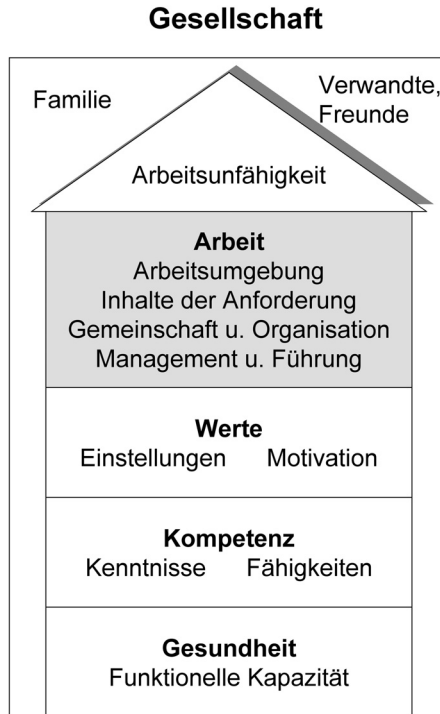 Gesellschaft
Familie
Verwandte,
Freunde
Arbeitsunfähigkeit
Arbeit
Arbeitsumgebung
Inhalte der Anforderung
Gemeinschaft u. Organisation
Management u. Führung
Werte
Einstellungen Motivation
Kompetenz
Kenntnisse Fähigkeiten
Gesundheit
Funktionelle Kapazität